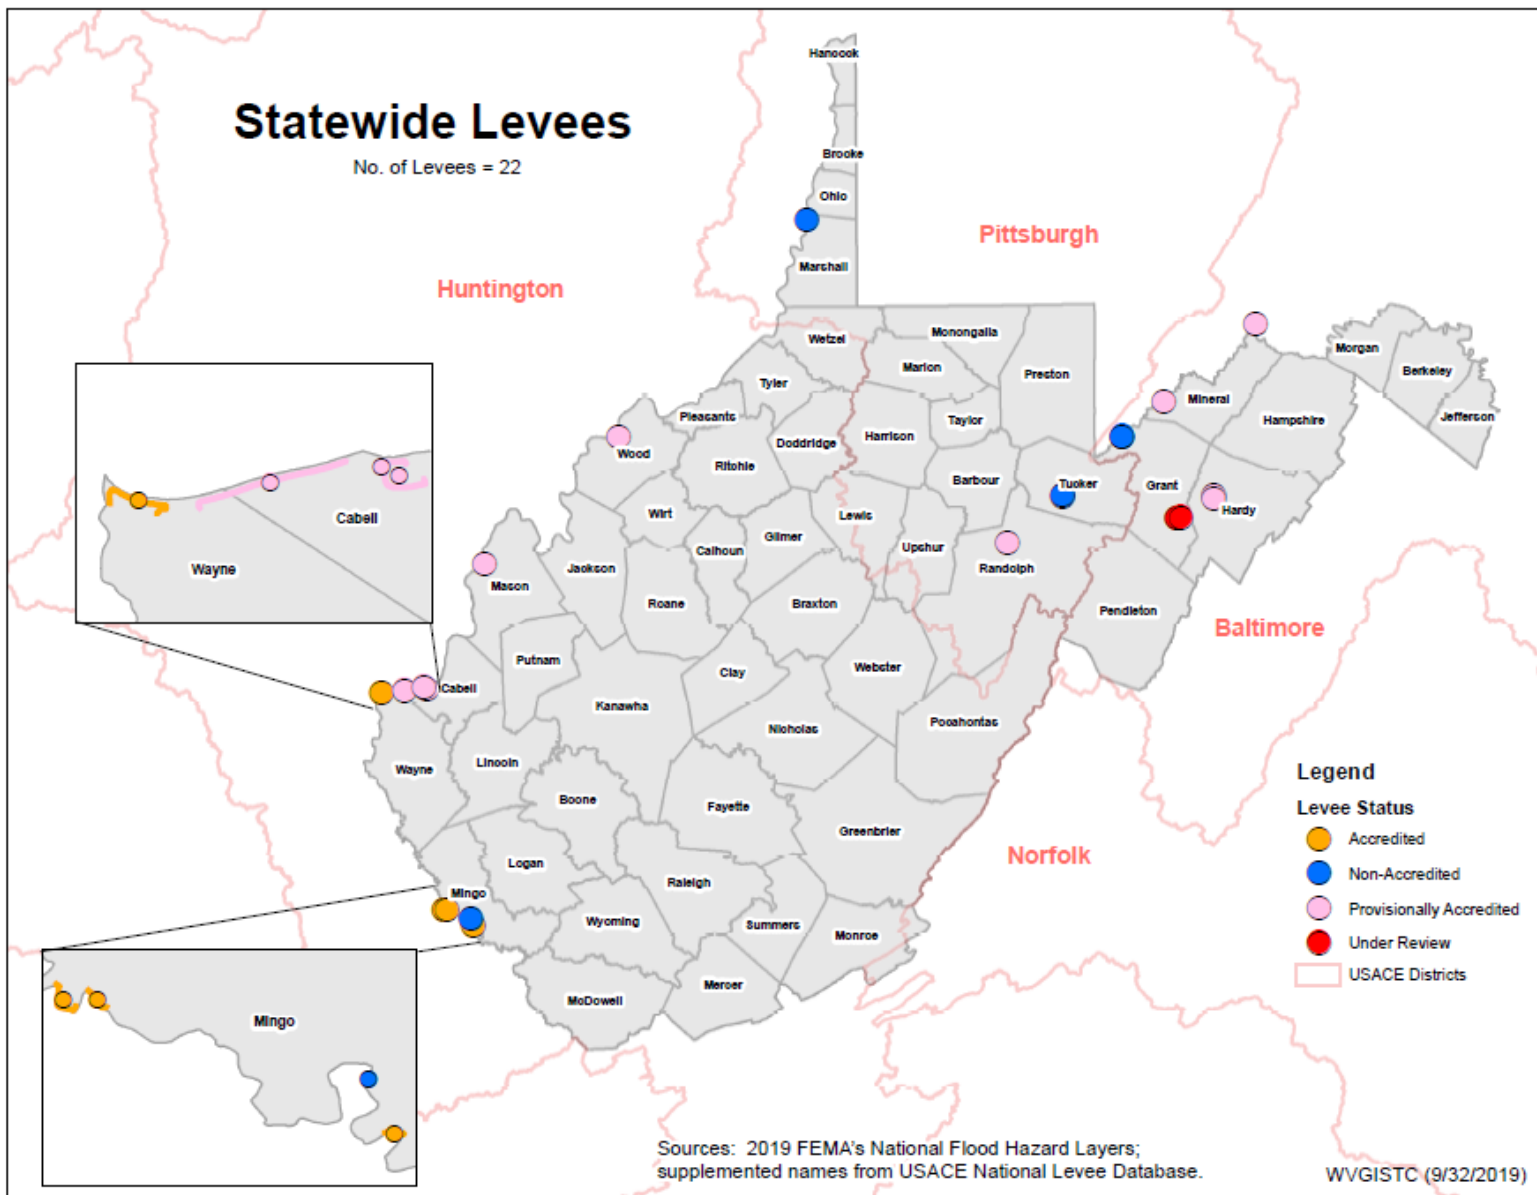 Statewide Levees
No. of Levees = 22
Hancock
Brooke
Ohio
Marshall
Pittsburgh
Huntington
Wetzel
Monongalia
Marion
Preston
Tyler
Pleasants
Doddridge
Harrison
Taylor
Mineral
Hampshire
Morgan
Berkeley
Jefferson
Wood
Ritchie
Barbour
Tucker
Grant
Hardy
Wirt
Lewis
Upshur
Gilmer
Calhoun
Randolph
Jackson
Mason
Roane
Braxton
Pendleton
Baltimore
Cabell
Wayne
Putnam
Clay
Webster
Cabell
Kanawha
Nicholas
Pocahontas
Wayne
Lincoln
Boone
Fayette
Greenbrier
Norfolk
Logan
Mingo
Raleigh
Wyoming
Summers
Monroe
McDowell
Mercer
Mingo
Legend
Levee Status
Accredited
Non-Accredited
Provisionally Accredited
Under Review
USACE Districts
Sources: 2019 FEMA's National Flood Hazard Layers;
supplemented names from USACE National Levee Database.
WVGISTC (9/32/2019)